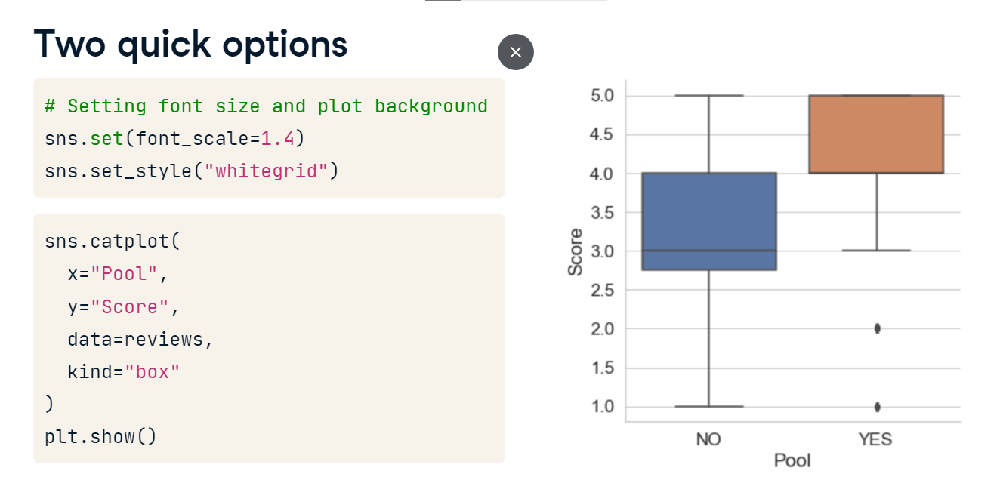 Two quick options
# Setting font size and plot background
sns.set(font_scale=1.4)
sns.set_style("whitegrid")
sns.catplot(
  x="Pool",
  y="Score",
  data=reviews,
  kind="box"
)
plt.show()
5.0
4.5
4.0
3.5
3.0
2.5
2.0
1.5
1.0
Score
NO YES
Pool